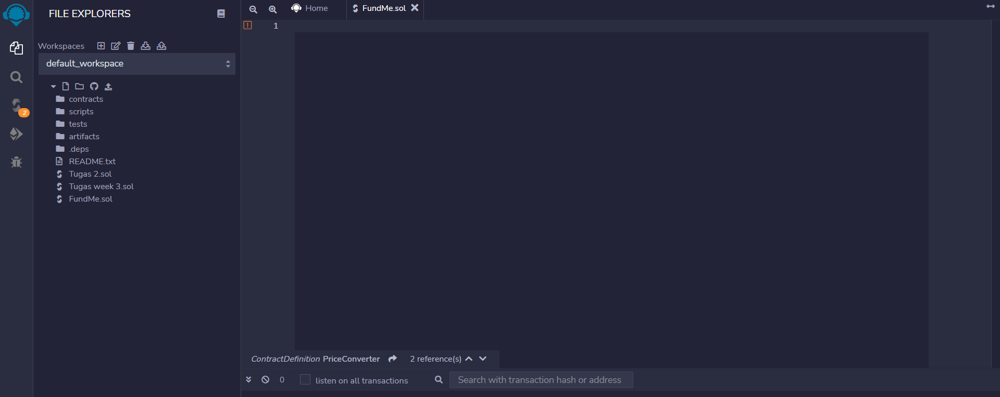 FILE EXPLORERS
Workspaces
default_workspace
contracts
scripts
tests
artifacts
.deps
README.txt
Tugas 2.sol
Tugas week 3.sol
FundMe.sol
2
Home
FundMe.sol
1
ContractDefinition PriceConverter 2 reference(s)
0 listen on all transactions Search with transaction hash or address